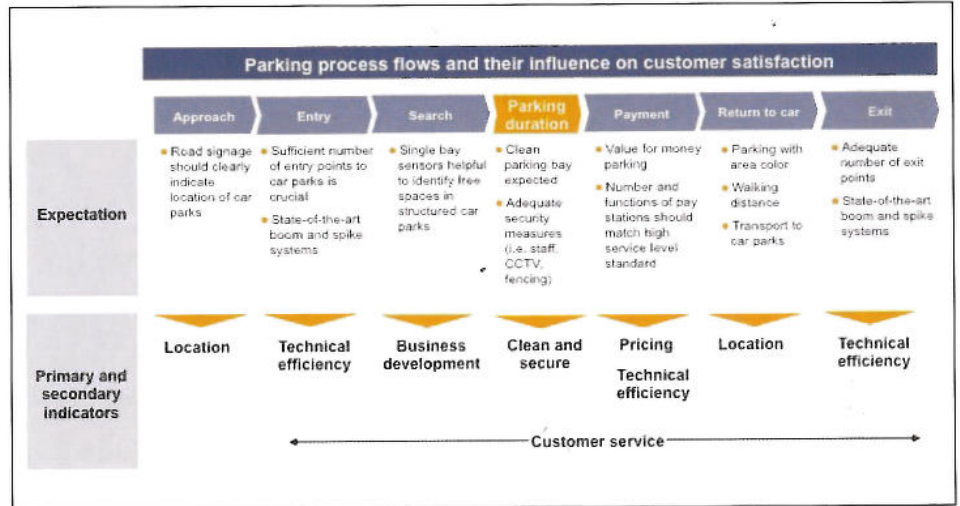 Parking process flows and their influence on customer satisfaction
Approach
Entry
Search
Parking
duration
Payment
Return to car
Exit
Expectation
Road signage
should clearly
indicate
location of car
parks
Sufficient number
of entry points to
car parks is
crucial
State-of-the-art
boom and spike
systems
Single bay
sensors helpful
to identify free
spaces in
structured car
parks
Clean
parking bay
expected
Adequate
security
measures
(i.e. staff,
CCTV,
fencing)
Value for money
parking
Number and
functions of pay
stations should
match high
service level
standard
Parking with
area color
Walking
distance
Transport to
car parks
Adequate
number of exit
points
State-of-the-art
boom and spike
systems
Primary and
secondary
indicators
Location
Technical
efficiency
Business
development
Clean and
secure
Pricing
Technical
efficiency
Location
Technical
efficiency
Customer service